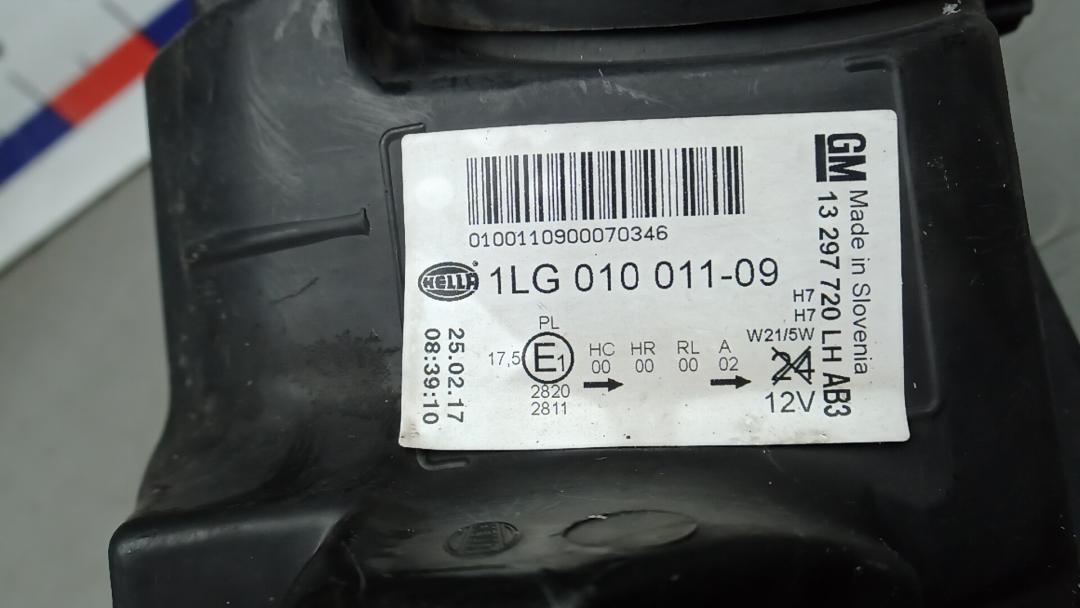 0100110900070346
HELLA
®
1LG 010 011-09
PL
17,5 E1
2820
2811
HC HR RL A
00 00 00 02
H7
H7
W21/5W
24
12V
25.02.17
08:39:10
GM
Made in Slovenia
13 297 720 LH AB3
HELLA